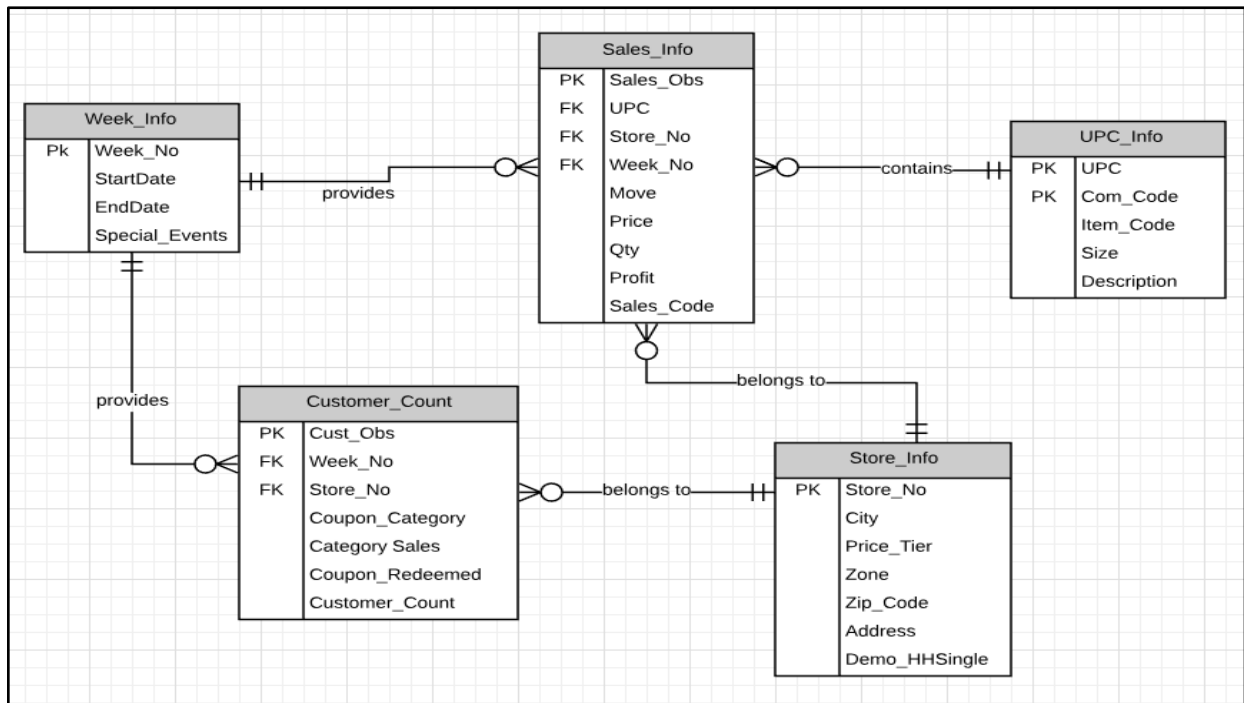 Sales_Info
PK Sales_Obs
FK UPC
FK Store_No
FK Week_No
Move
Price
Qty
Profit
Sales_Code
Week_Info
Pk Week_No
StartDate
EndDate
Special_Events
UPC_Info
PK UPC
PK Com_Code
Item_Code
Size
Description
provides
contains
belongs to
provides
Customer_Count
PK Cust_Obs
FK Week_No
FK Store_No
Coupon_Category
Category Sales
Coupon_Redeemed
Customer_Count
belongs to
Store_Info
PK Store_No
City
Price_Tier
Zone
Zip_Code
Address
Demo_HHSingle